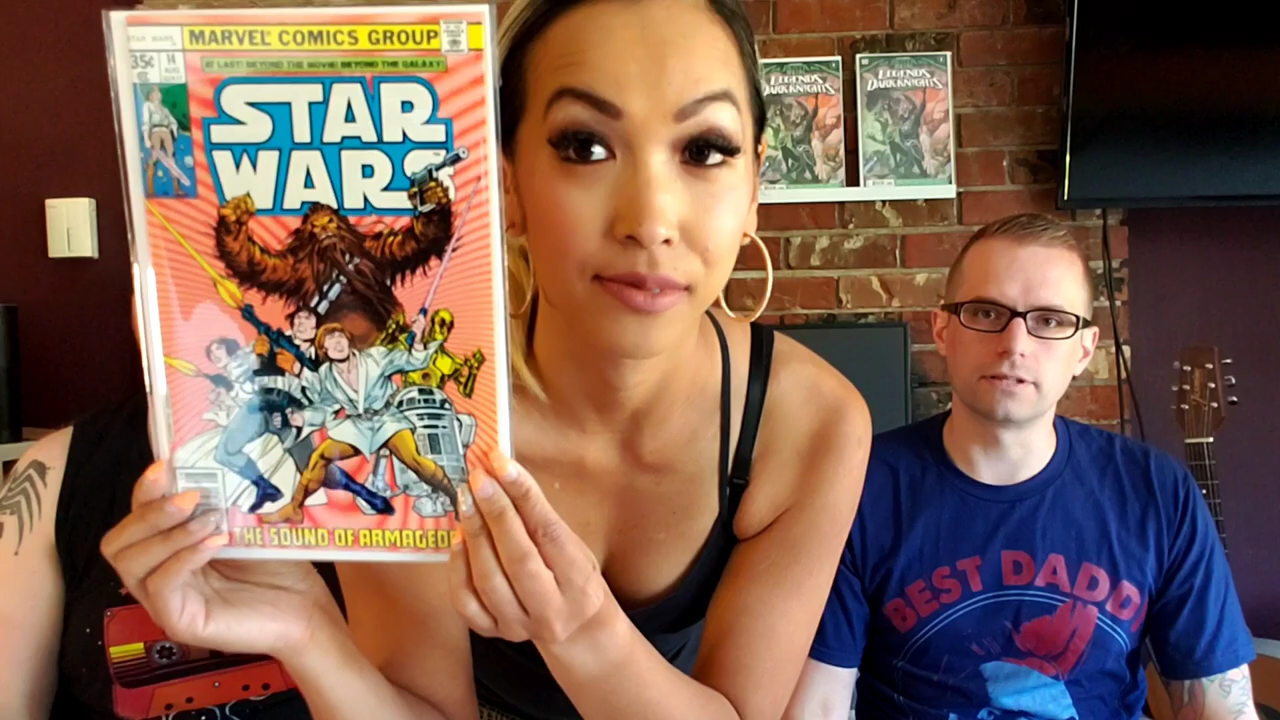 STAR WARS
MARVEL COMICS GROUP
35¢
14
AUG
AT LAST! BEYOND THE MOVIE! BEYOND THE GALAXY!
STAR
WARS
THE SOUND OF ARMAGED
LEGENDS
DARK KNIGHTS
LEGENDS
DARK KNIGHTS
BEST DADD